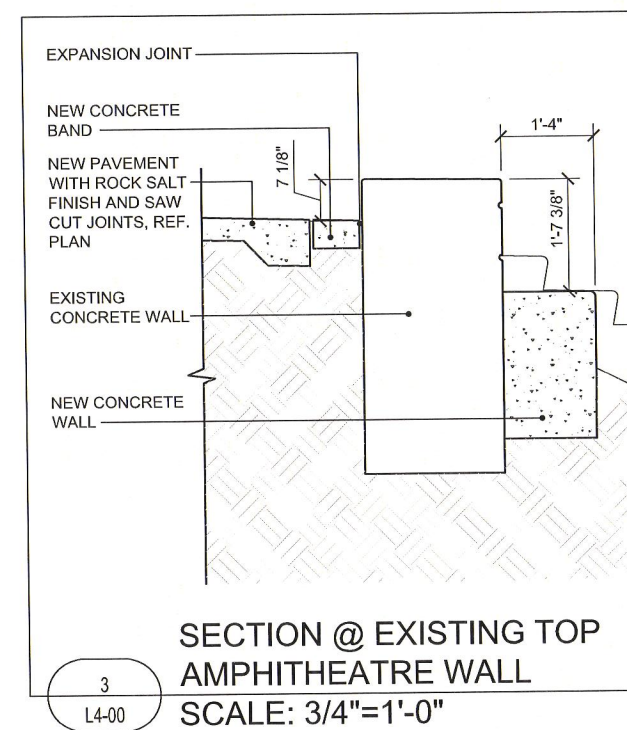 EXPANSION JOINT
NEW CONCRETE
BAND
NEW PAVEMENT
WITH ROCK SALT
FINISH AND SAW
CUT JOINTS, REF.
PLAN
EXISTING
CONCRETE WALL
NEW CONCRETE
WALL
7 1/8"
1'-4"
1'-7 3/8"
SECTION @ EXISTING TOP
AMPHITHEATRE WALL
SCALE: 3/4"=1'-0"
3
L4-00